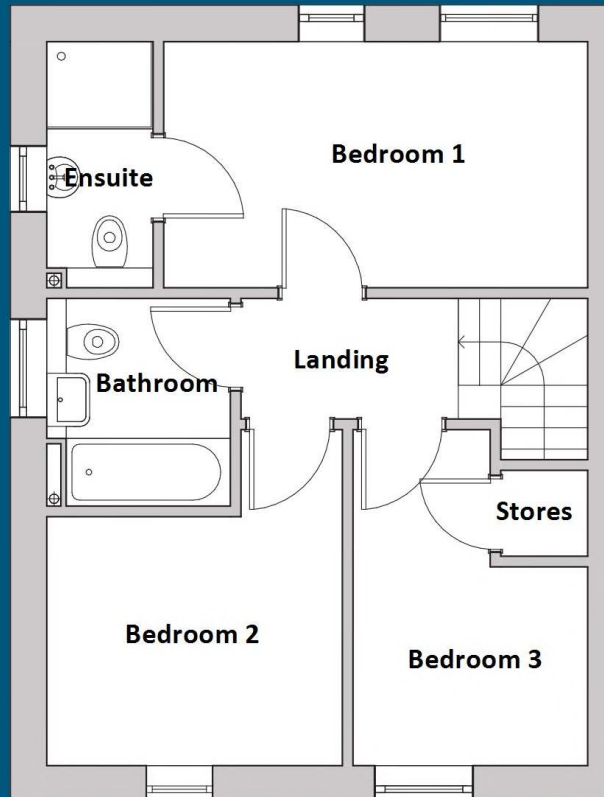 Bedroom 1
Ensuite
Landing
Bathroom
Stores
Bedroom 2
Bedroom 3